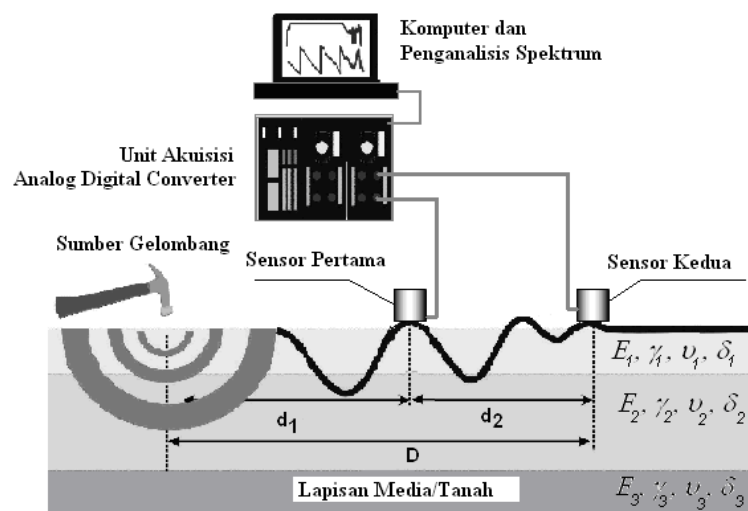 Komputer dan
Penganalisis Spektrum
Unit Akuisisi
Analog Digital Converter
Sumber Gelombang
Sensor Pertama
Sensor Kedua
E₁, γ₁, υ₁, δ₁
d₁
d₂
E₂, γ₂, υ₂, δ₂
D
Lapisan Media/Tanah
E₃, γ₃, υ₃, δ₃